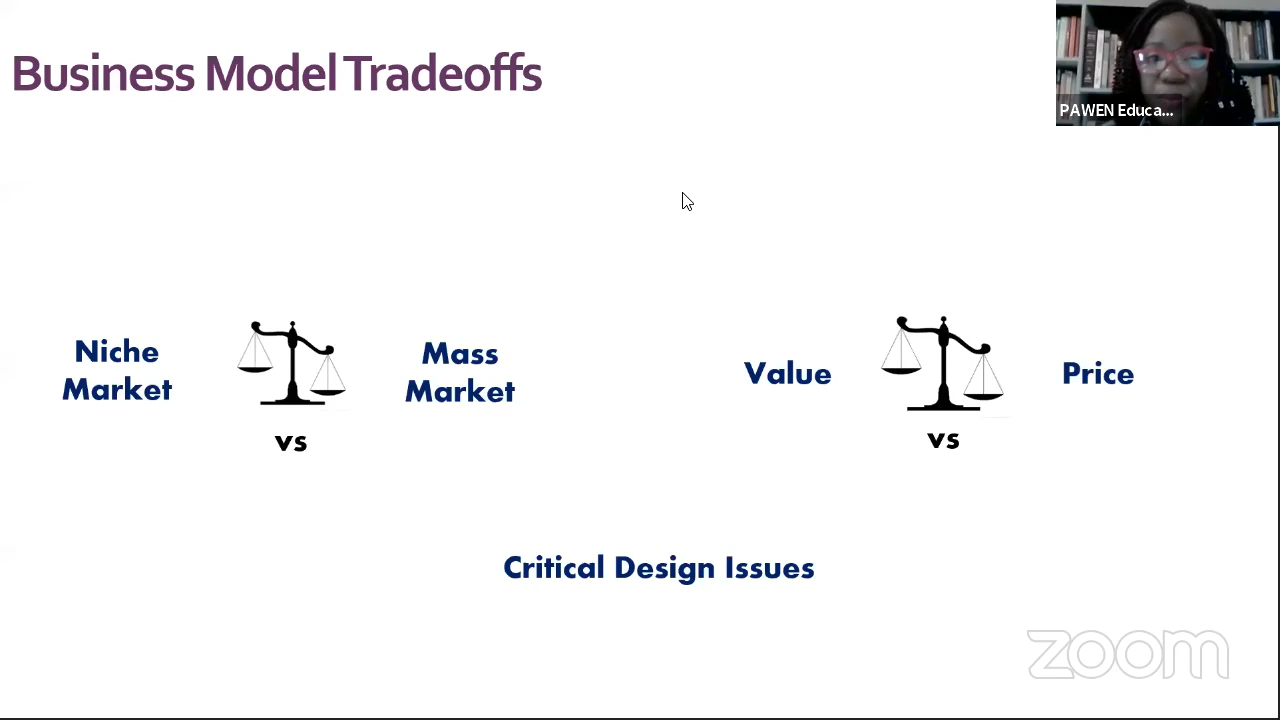 Business Model Tradeoffs
PAWEN Educa...
Niche
Market
vs
Mass
Market
Value
vs
Price
Critical Design Issues
zoom